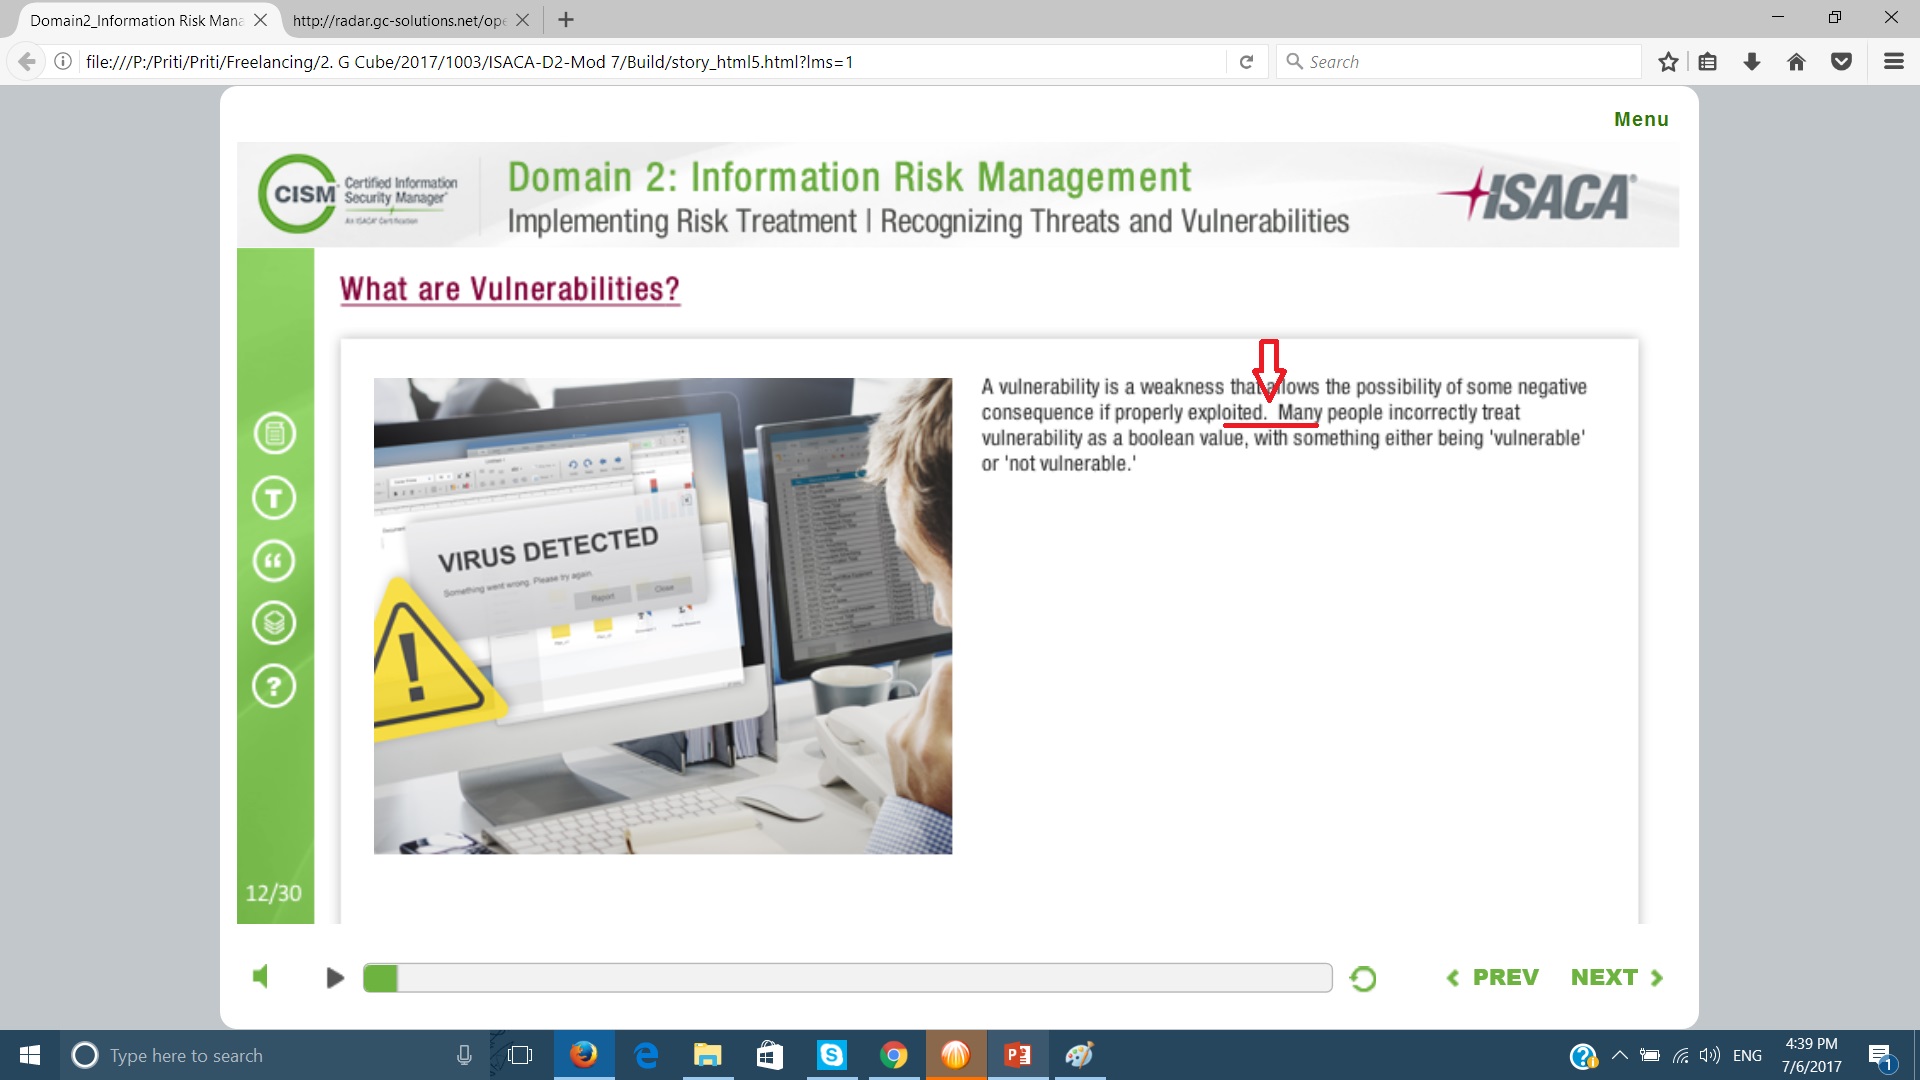 Domain2_Information Risk Mana
http://radar.gc-solutions.net/ope
file:///P:/Priti/Priti/Freelancing/2. G Cube/2017/1003/ISACA-D2-Mod 7/Build/story_html5.html?lms=1
Search
Menu
CISM
Certified Information
Security Manager®
An ISACA® Certification
Domain 2: Information Risk Management
Implementing Risk Treatment | Recognizing Threats and Vulnerabilities
ISACA®
What are Vulnerabilities?
A vulnerability is a weakness that allows the possibility of some negative
consequence if properly exploited.  Many people incorrectly treat
vulnerability as a boolean value, with something either being 'vulnerable'
or 'not vulnerable.'
VIRUS DETECTED
Something went wrong. Please try again.
Report
Close
T
?
12/30
PREV
NEXT
Type here to search
ENG
4:39 PM
7/6/2017
1